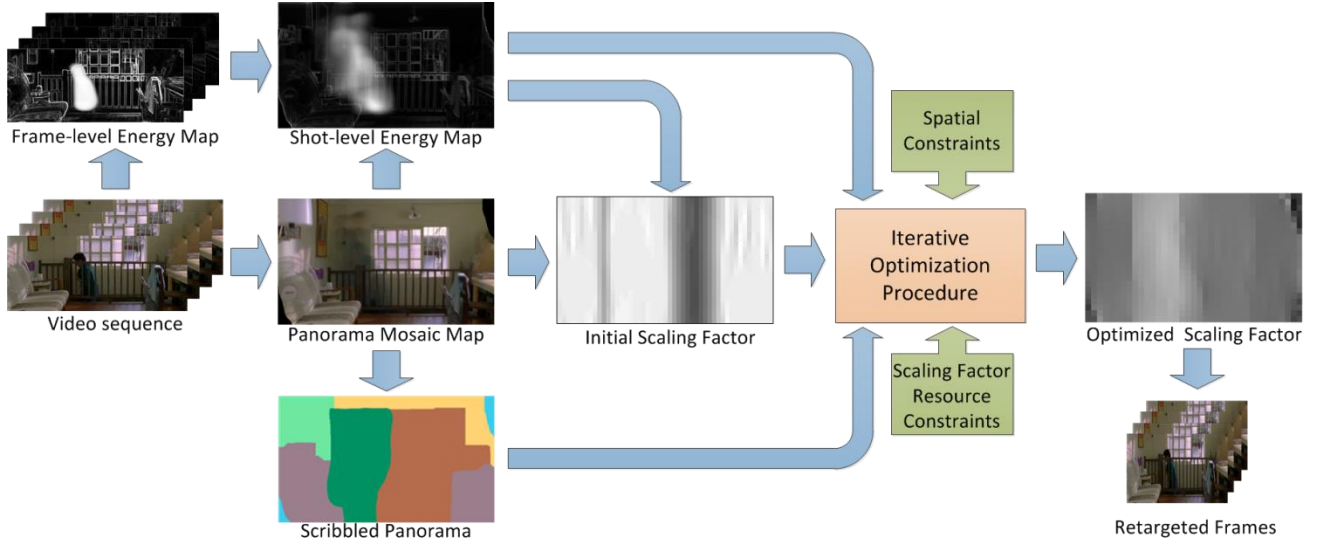 Frame-level Energy Map
Shot-level Energy Map
Spatial
Constraints
Iterative
Optimization
Procedure
Video sequence
Panorama Mosaic Map
Initial Scaling Factor
Optimized Scaling Factor
Scaling Factor
Resource
Constraints
Scribbled Panorama
Retargeted Frames